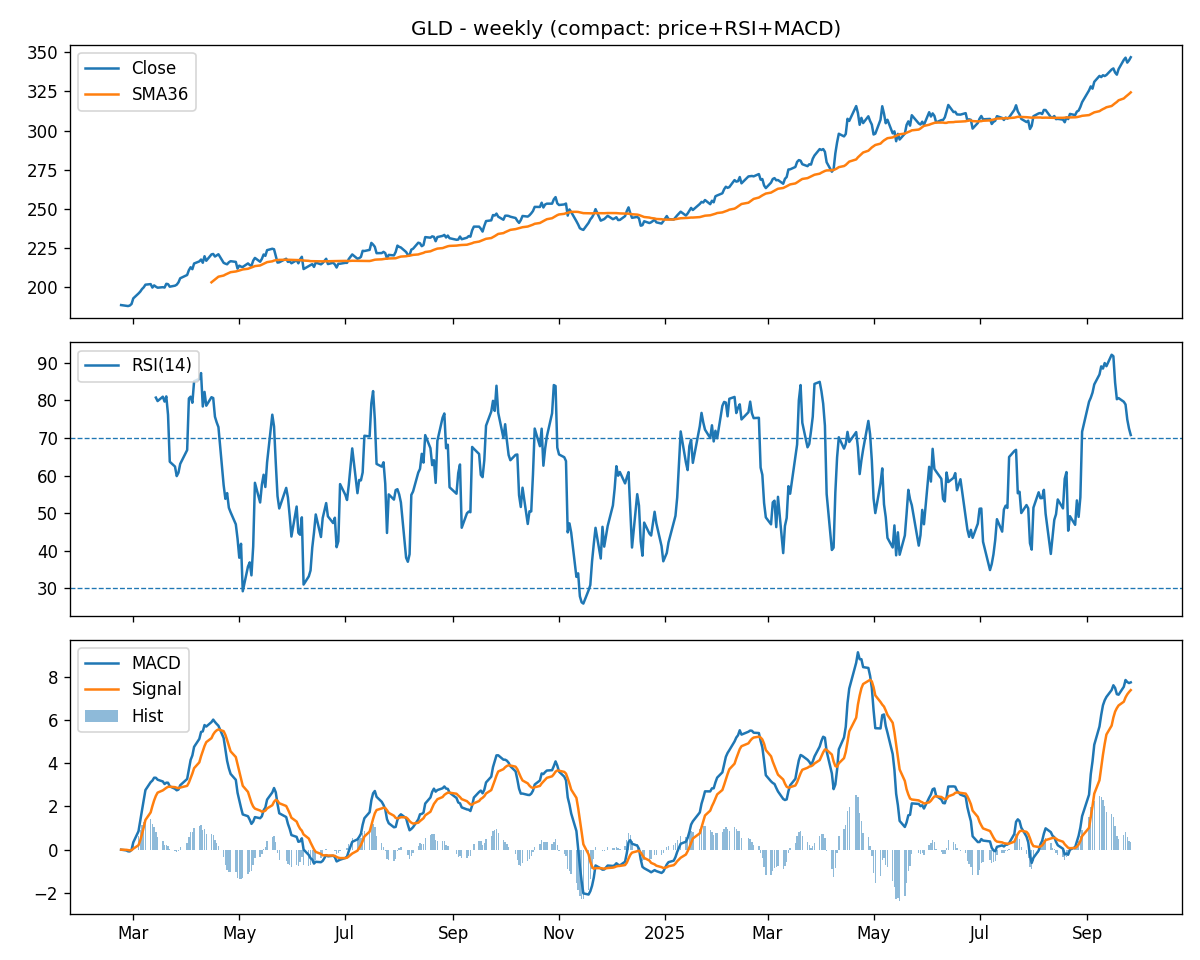 GLD - weekly (compact: price+RSI+MACD)
350
325
300
275
250
225
200
Close
SMA36
90
80
70
60
50
40
30
RSI(14)
8
6
4
2
0
−2
MACD
Signal
Hist
Mar May Jul Sep Nov 2025 Mar May Jul Sep